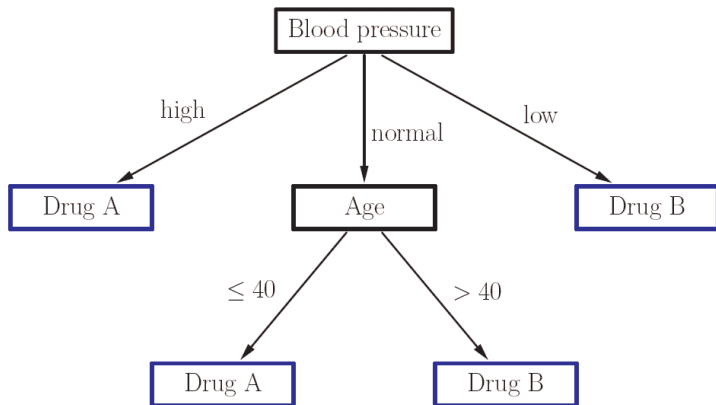 Blood pressure
high
normal
low
Drug A
Age
Drug B
≤ 40
> 40
Drug A
Drug B